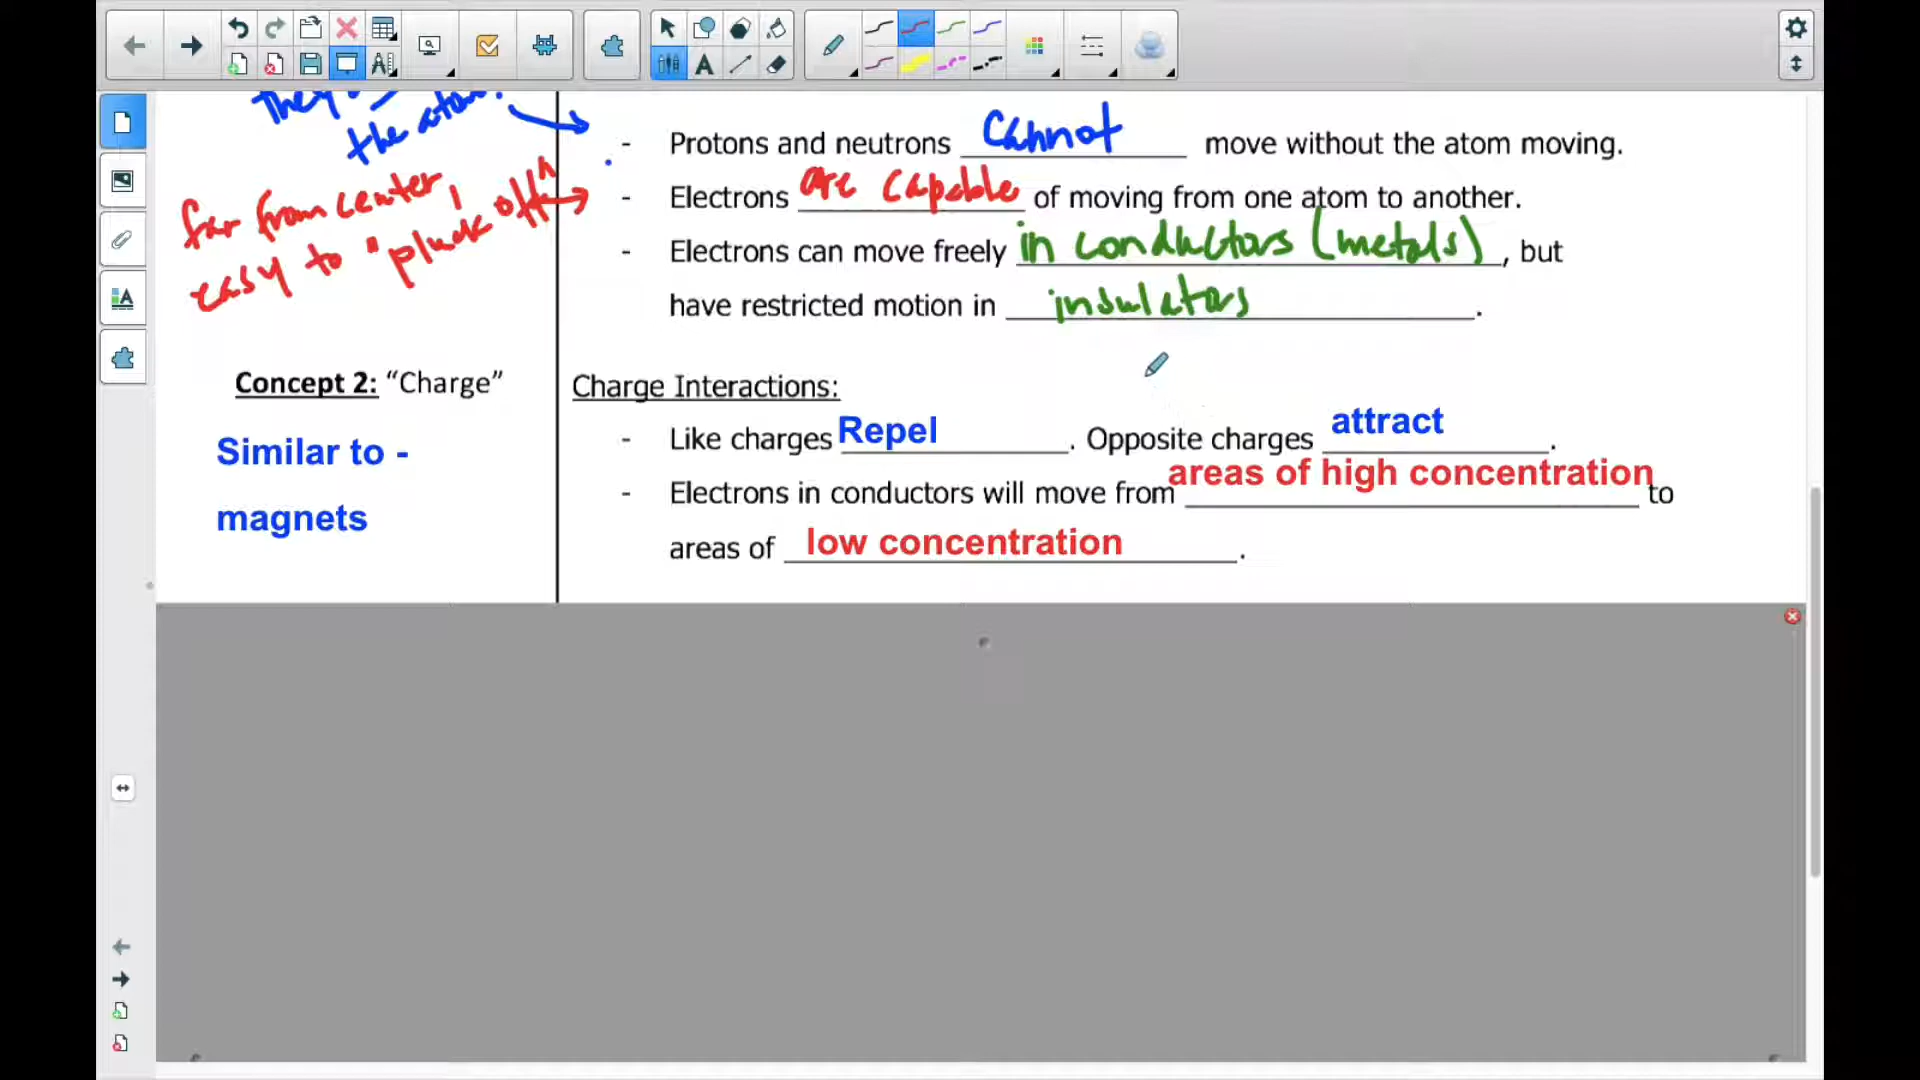 they
the atom.
- Protons and neutrons cannot move without the atom moving.
far from center,
easy to "pluck off"
- Electrons are capable of moving from one atom to another.
- Electrons can move freely in conductors (metals), but
have restricted motion in insulators.
Concept 2: “Charge”
Similar to -
magnets
Charge Interactions:
- Like charges Repel. Opposite charges attract.
- Electrons in conductors will move from areas of high concentration to
areas of low concentration.